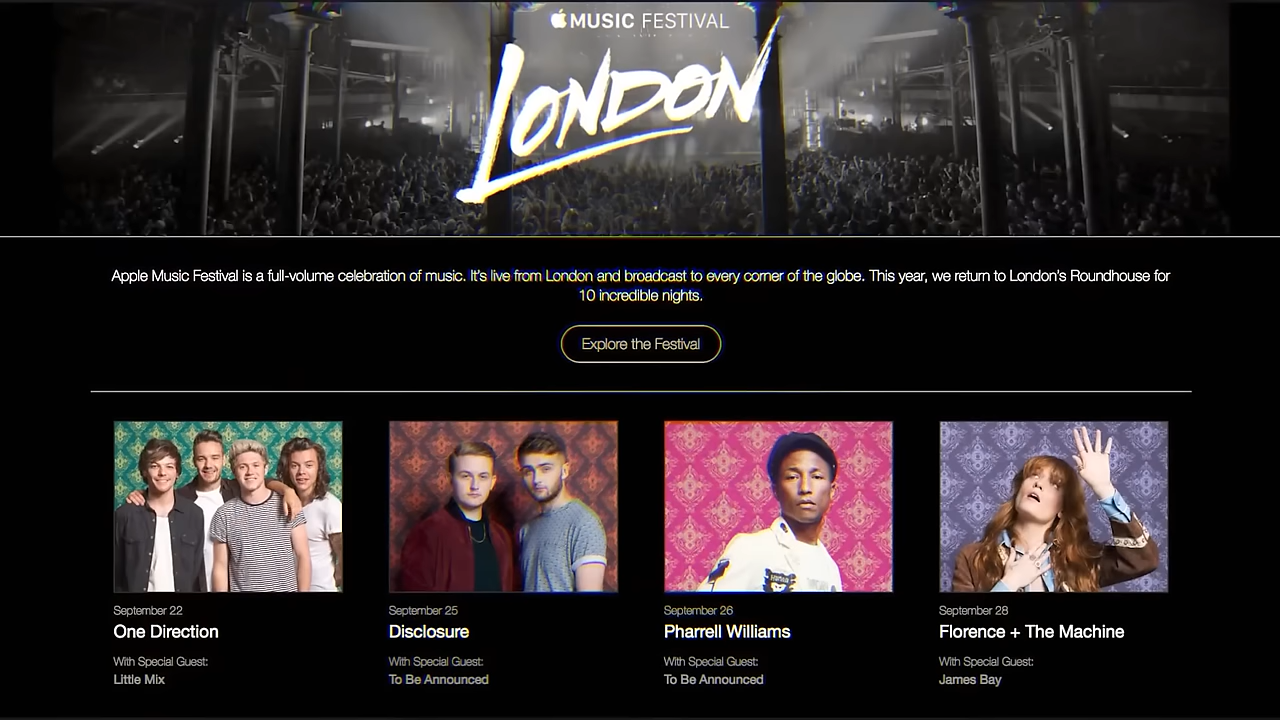 MUSIC FESTIVAL
LONDON
Apple Music Festival is a full-volume celebration of music. It's live from London and broadcast to every corner of the globe. This year, we return to London's Roundhouse for
10 incredible nights.
Explore the Festival
September 22
One Direction
With Special Guest:
Little Mix
September 25
Disclosure
With Special Guest:
To Be Announced
September 26
Pharrell Williams
With Special Guest:
To Be Announced
September 28
Florence + The Machine
With Special Guest:
James Bay